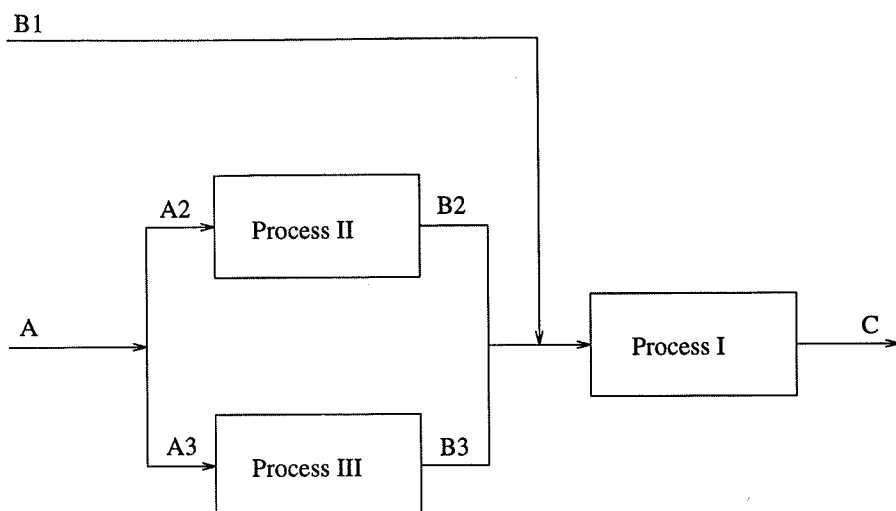 B1
A2
B2
Process II
A
Process I
C
A3
B3
Process III